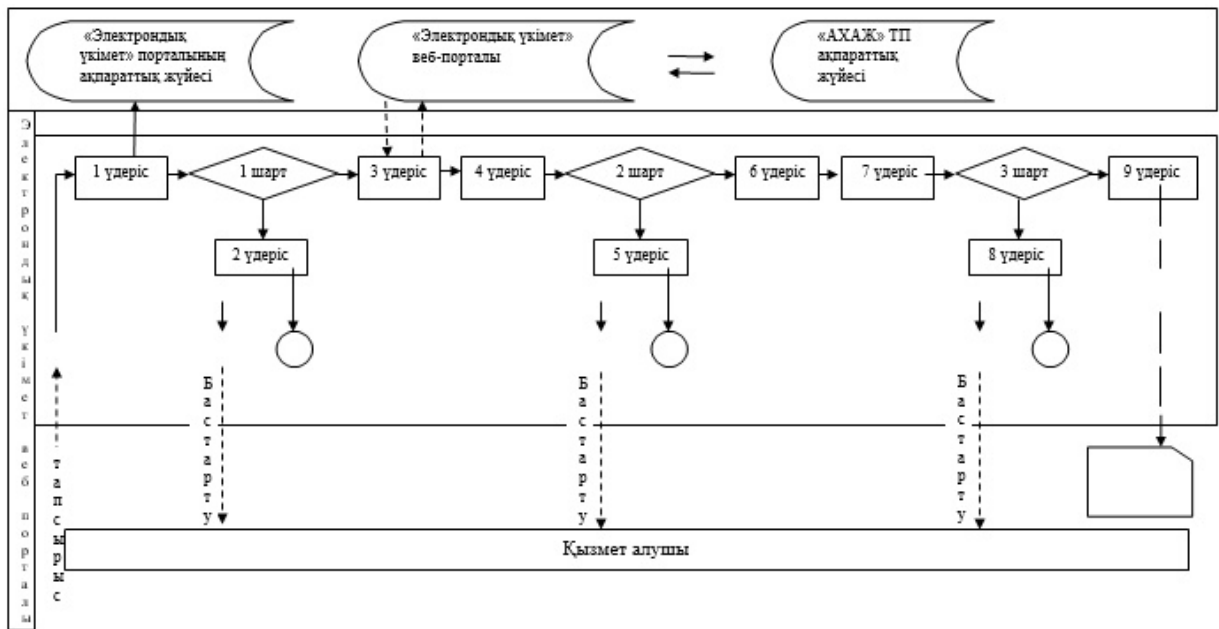 «Электрондық
үкімет» порталының
ақпараттық жүйесі
«Электрондық үкімет»
веб-порталы
«АХАЖ» ТП
ақпараттық
жүйесі
Электрондық үкімет веб порталы
1 үдеріс
1 шарт
3 үдеріс
4 үдеріс
2 шарт
6 үдеріс
7 үдеріс
3 шарт
9 үдеріс
2 үдеріс
5 үдеріс
8 үдеріс
тапсырыс
Бастарту
Бастарту
Бастарту
Қызмет алушы